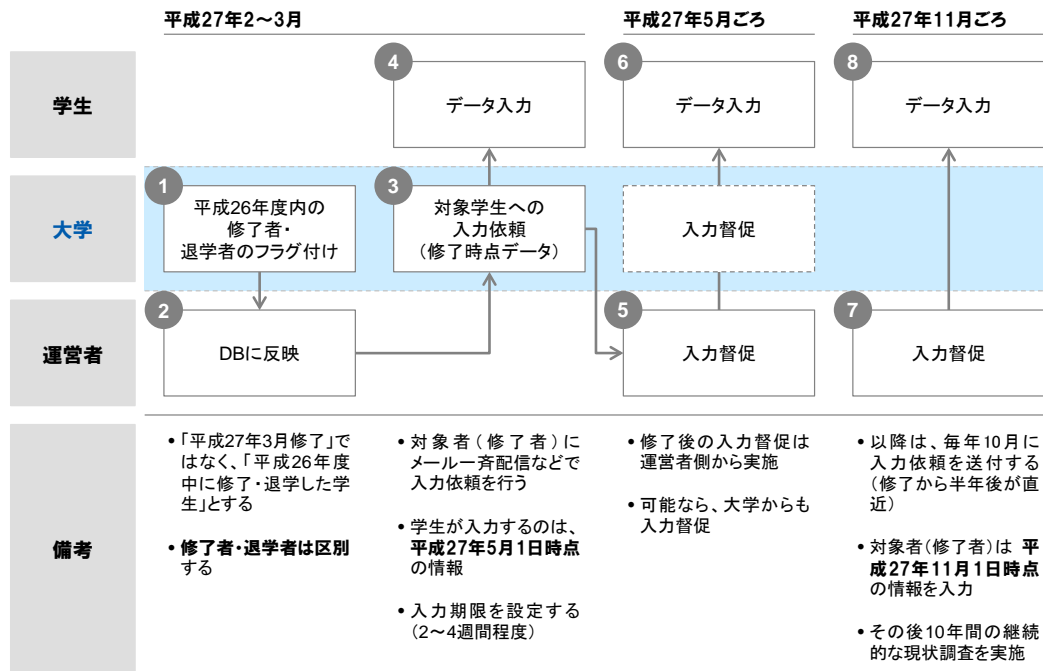 平成27年2～3月
平成27年5月ごろ
平成27年11月ごろ
学生
4
データ入力
6
データ入力
8
データ入力
大学
1
平成26年度内の
修了者・
退学者のフラグ付け
3
対象学生への
入力依頼
(修了時点データ)
入力督促
運営者
2
DBに反映
5
入力督促
7
入力督促
備考
•「平成27年3月修了」で
はなく、「平成26年度
中に修了・退学した学
生」とする
•修了者・退学者は区別
する
•対象者(修了者)に
メール一斉配信などで
入力依頼を行う
•学生が入力するのは、
平成27年5月1日時点
の情報
•入力期限を設定する
(2～4週間程度)
•修了後の入力督促は
運営者側から実施
•可能なら、大学からも
入力督促
•以降は、毎年10月に
入力依頼を送付する
(修了から半年後が直
近)
•対象者(修了者)は 平
成27年11月1日時点
の情報を入力
•その後10年間の継続
的な現状調査を実施